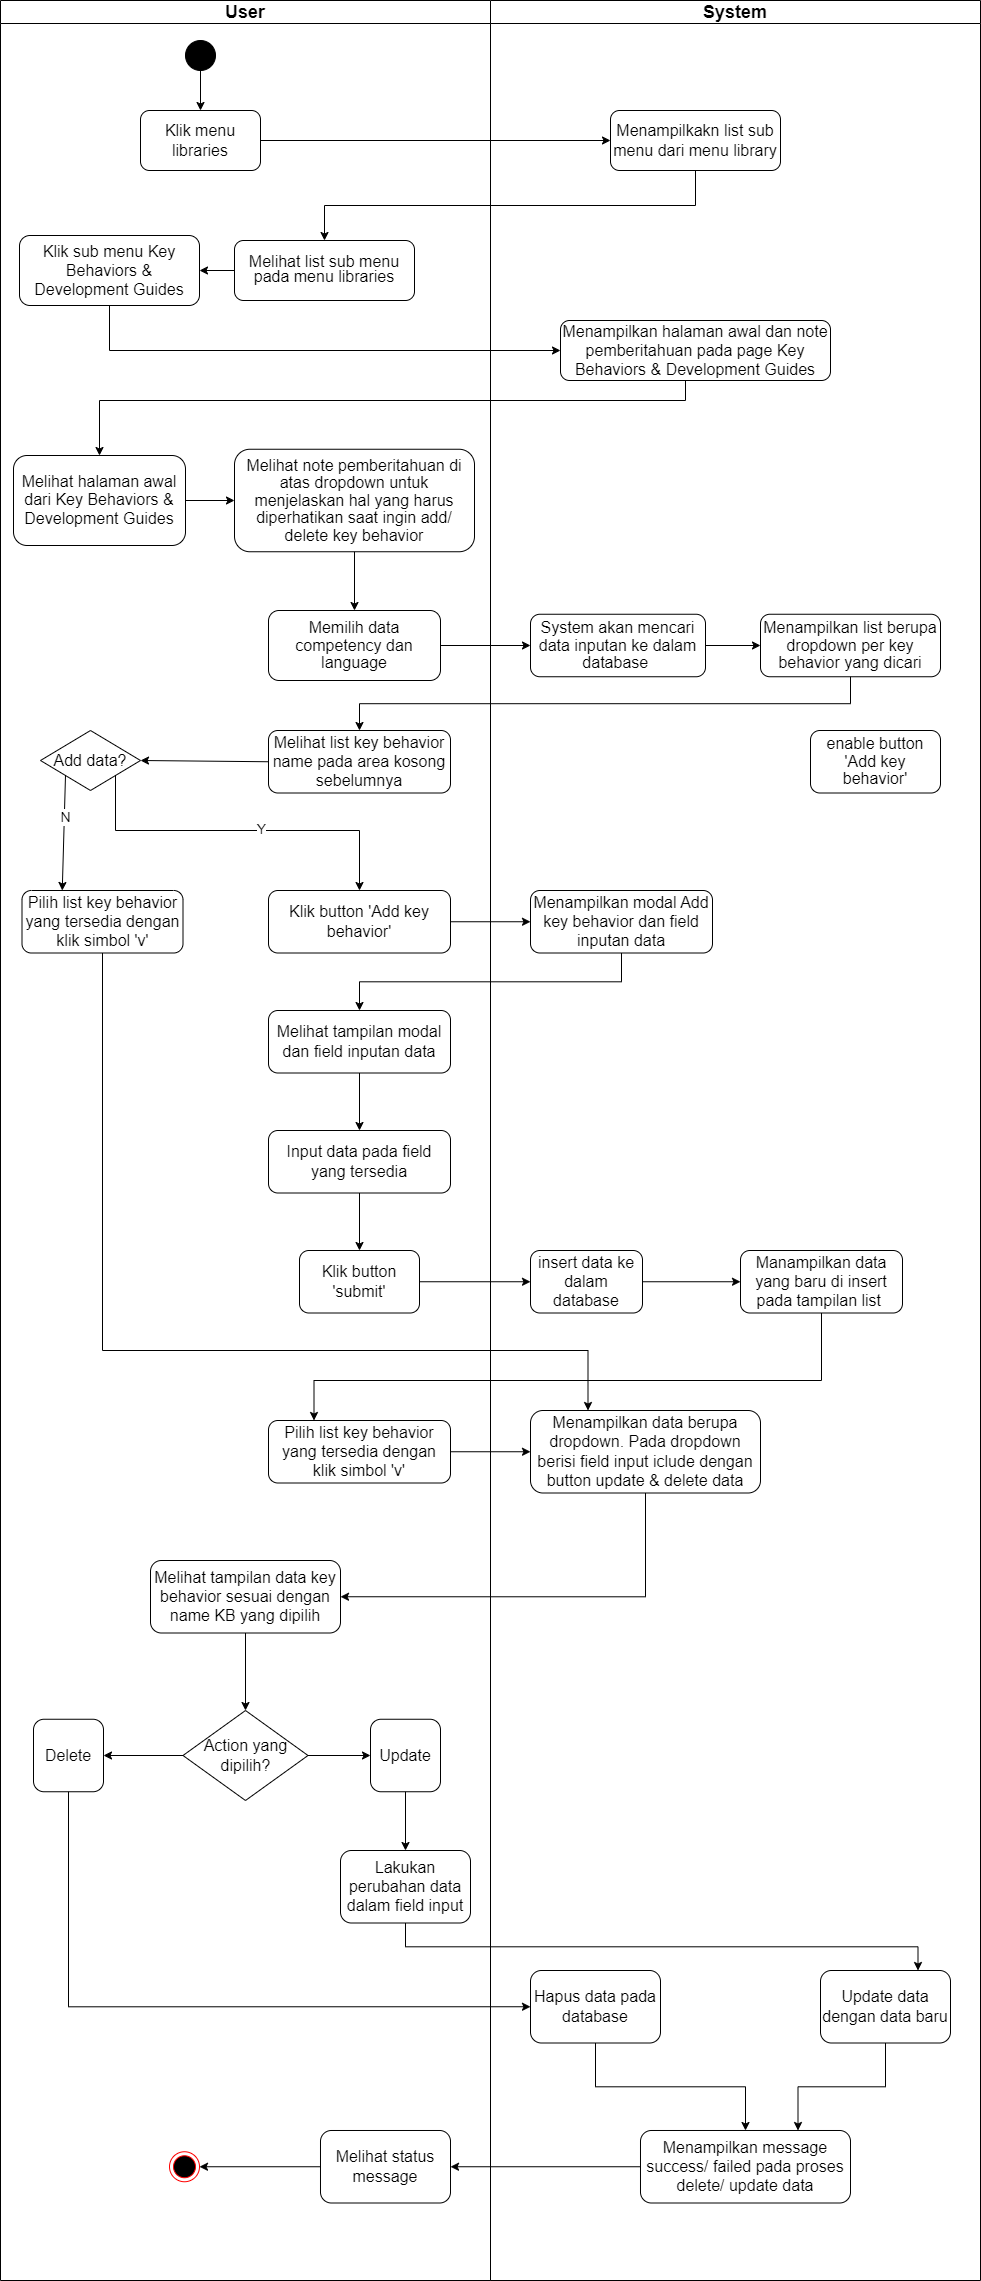 User
System
Klik menu
libraries
Menampilkakn list sub
menu dari menu library
Melihat list sub menu
pada menu libraries
Klik sub menu Key
Behaviors &
Development Guides
Menampilkan halaman awal dan note
pemberitahuan pada page Key
Behaviors & Development Guides
Melihat halaman awal
dari Key Behaviors &
Development Guides
Melihat note pemberitahuan di
atas dropdown untuk
menjelaskan hal yang harus
diperhatikan saat ingin add/
delete key behavior
Memilih data
competency dan
language
System akan mencari
data inputan ke dalam
database
Menampilkan list berupa
dropdown per key
behavior yang dicari
Add data?
Melihat list key behavior
name pada area kosong
sebelumnya
enable button
'Add key
behavior'
N
Y
Pilih list key behavior
yang tersedia dengan
klik simbol 'v'
Klik button 'Add key
behavior'
Menampilkan modal Add
key behavior dan field
inputan data
Melihat tampilan modal
dan field inputan data
Input data pada field
yang tersedia
Klik button
'submit'
insert data ke
dalam
database
Manampilkan data
yang baru di insert
pada tampilan list
Pilih list key behavior
yang tersedia dengan
klik simbol 'v'
Menampilkan data berupa
dropdown. Pada dropdown
berisi field input iclude dengan
button update & delete data
Melihat tampilan data key
behavior sesuai dengan
name KB yang dipilih
Delete
Action yang
dipilih?
Update
Lakukan
perubahan data
dalam field input
Hapus data pada
database
Update data
dengan data baru
Melihat status
message
Menampilkan message
success/ failed pada proses
delete/ update data